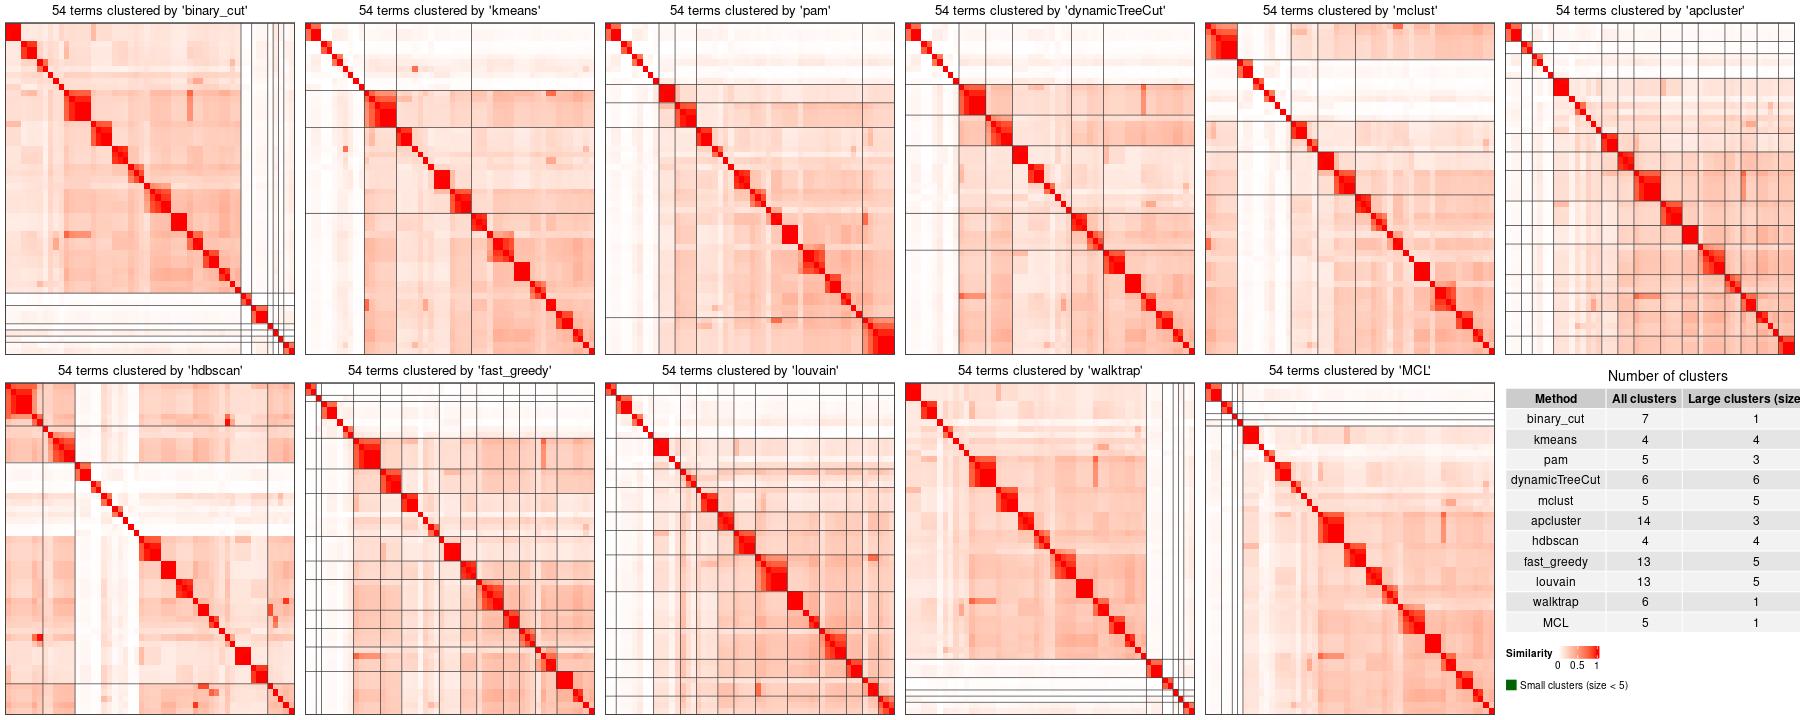 54 terms clustered by 'binary_cut'
54 terms clustered by 'kmeans'
54 terms clustered by 'pam'
54 terms clustered by 'dynamicTreeCut'
54 terms clustered by 'mclust'
54 terms clustered by 'apcluster'
54 terms clustered by 'hdbscan'
54 terms clustered by 'fast_greedy'
54 terms clustered by 'louvain'
54 terms clustered by 'walktrap'
54 terms clustered by 'MCL'
Number of clusters
Method All clusters Large clusters (size
binary_cut 7 1
kmeans 4 4
pam 5 3
dynamicTreeCut 6 6
mclust 5 5
apcluster 14 3
hdbscan 4 4
fast_greedy 13 5
louvain 13 5
walktrap 6 1
MCL 5 1
Similarity
0 0.5 1
Small clusters (size < 5)